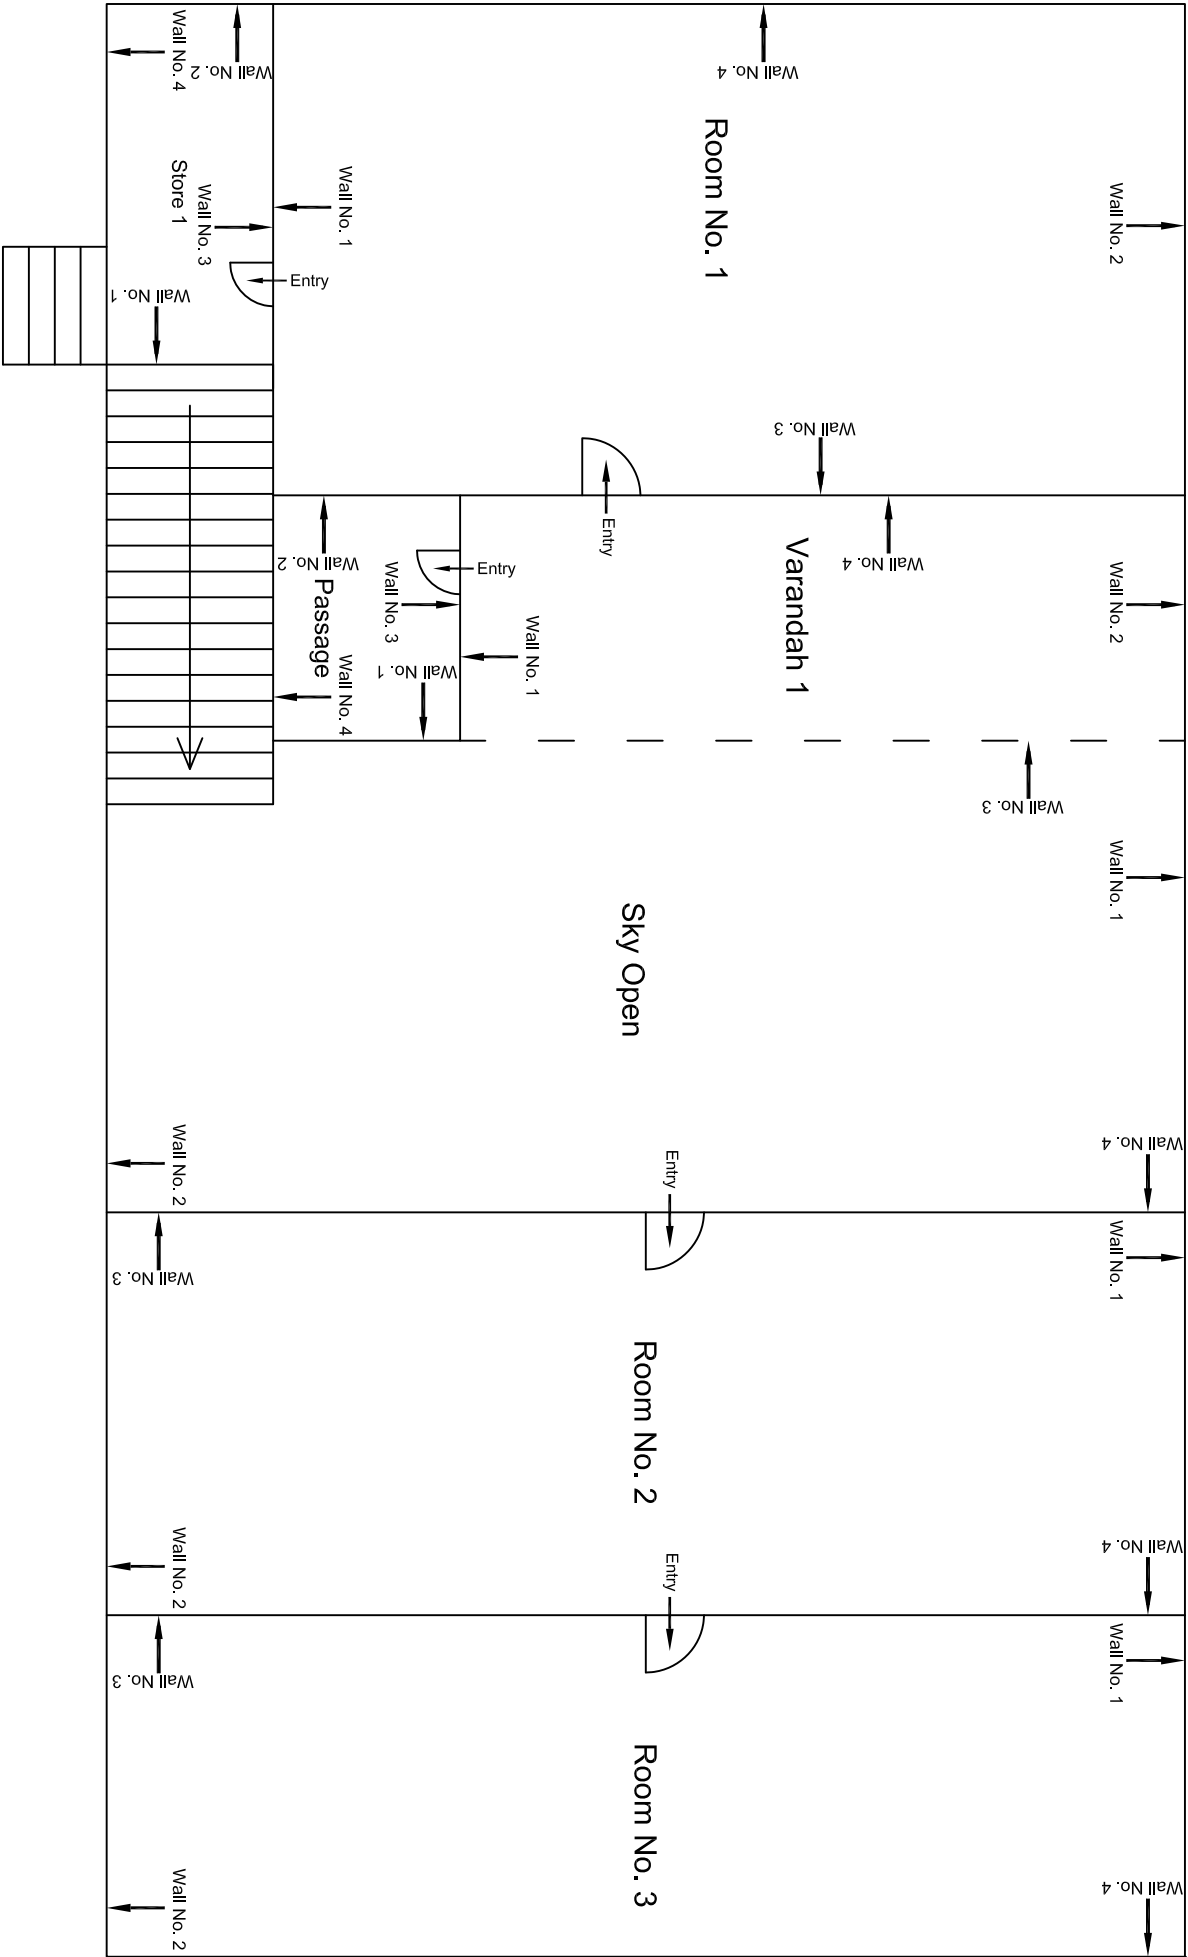 Wall No. 4
Wall No. 2
Store 1
Wall No. 3
Wall No. 1
Wall No. 4
Room No. 1
Wall No. 2
Wall No. 1
Entry
Wall No. 3
Entry
Wall No. 2
Passage
Wall No. 4
Wall No. 3
Wall No. 1
Entry
Wall No. 1
Varandah 1
Wall No. 4
Wall No. 2
Wall No. 3
Sky Open
Wall No. 1
Wall No. 2
Wall No. 4
Entry
Wall No. 3
Wall No. 1
Room No. 2
Wall No. 2
Wall No. 4
Entry
Wall No. 3
Wall No. 1
Room No. 3
Wall No. 2
Wall No. 4